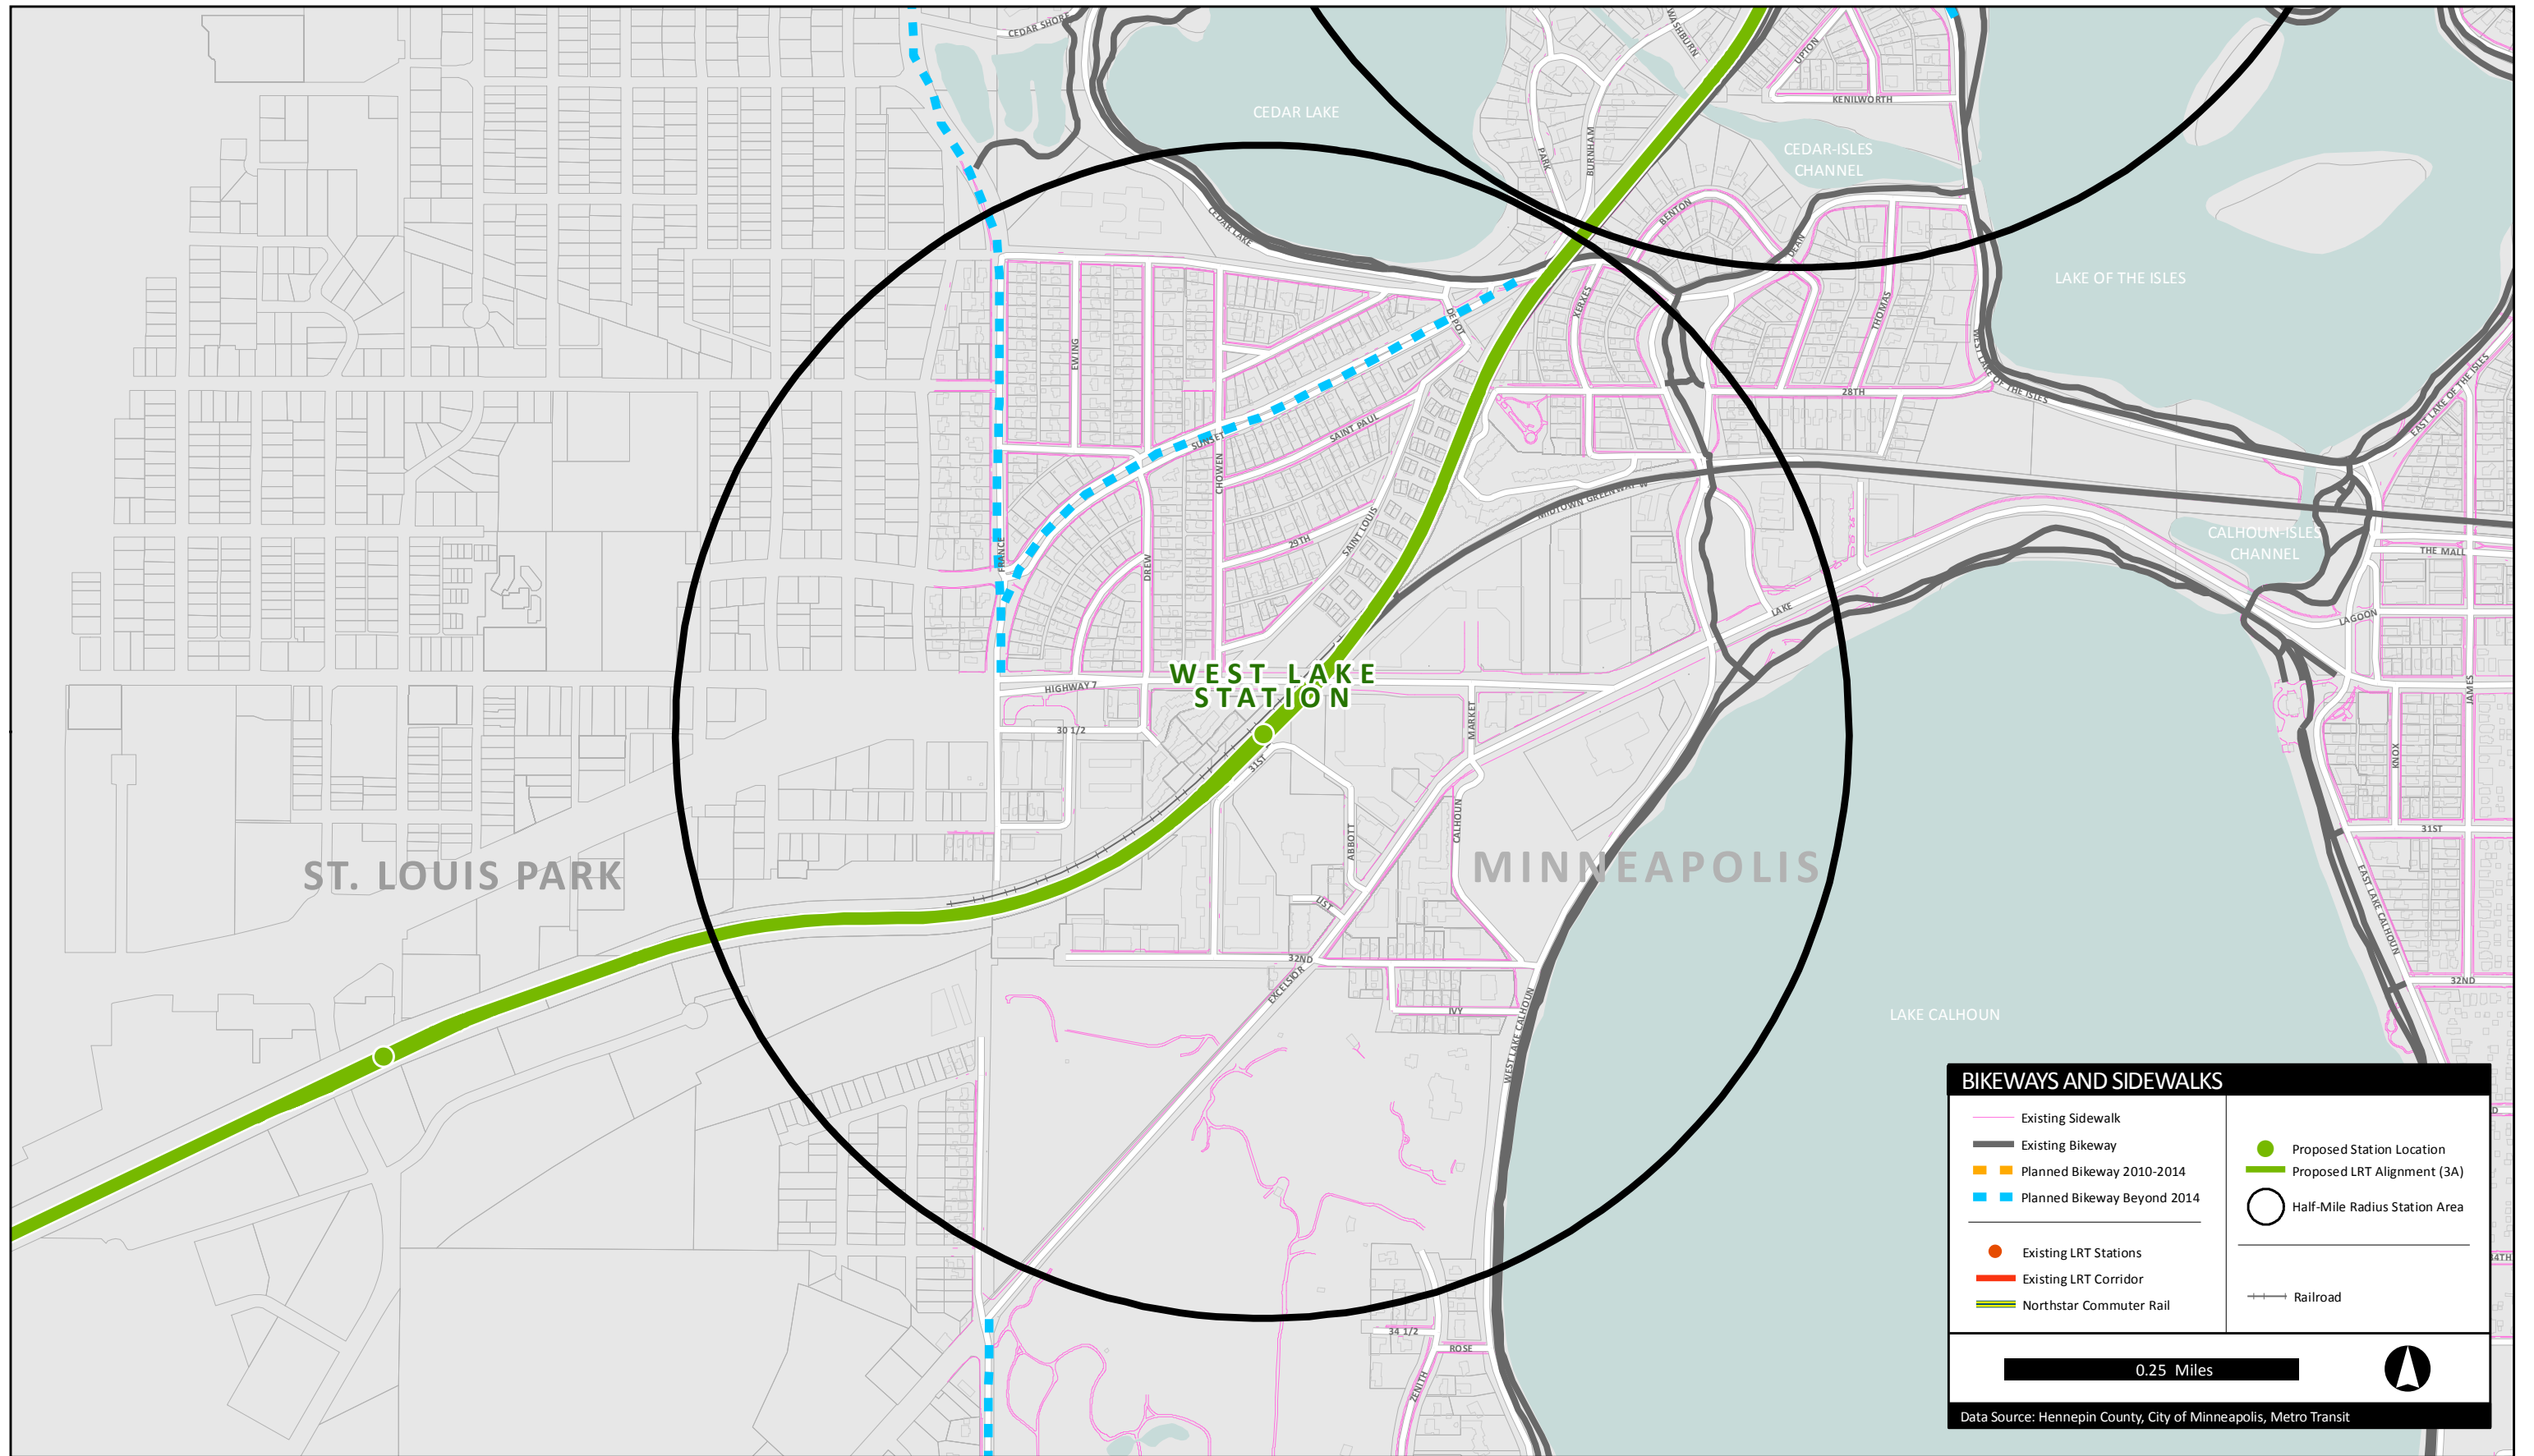 CEDAR SHORE
WASHBURN
UPTON
KENILWORTH
CEDAR LAKE
PARK
BURNHAM
CEDAR-ISLES
CHANNEL
BENTON
DEAN
CEDAR LAKE
LAKE OF THE ISLES
XERXES
THOMAS
DEPOT
EWING
WEST LAKE OF THE ISLES
28TH
EAST LAKE OF THE ISLES
SAINT PAUL
SUNSET
CHOWEN
MIDTOWN GREENWAY W
SAINT LOUIS
29TH
FRANCE
DREW
CALHOUN-ISLES
CHANNEL
THE MALL
LAKE
LAGOON
WEST LAKE
STATION
HIGHWAY 7
MARKET
JAMES
30 1/2
31ST
KNOX
ABBOTT
CALHOUN
31ST
ST. LOUIS PARK
MINNEAPOLIS
UST
EAST LAKE CALHOUN
32ND
EXCELSIOR
32ND
IVY
WEST LAKE CALHOUN
LAKE CALHOUN
34 1/2
ROSE
ZENITH
D
34TH
BIKEWAYS AND SIDEWALKS
Existing Sidewalk
Existing Bikeway
Planned Bikeway 2010-2014
Planned Bikeway Beyond 2014
Existing LRT Stations
Existing LRT Corridor
Northstar Commuter Rail
Proposed Station Location
Proposed LRT Alignment (3A)
Half-Mile Radius Station Area
Railroad
0.25 Miles
Data Source: Hennepin County, City of Minneapolis, Metro Transit